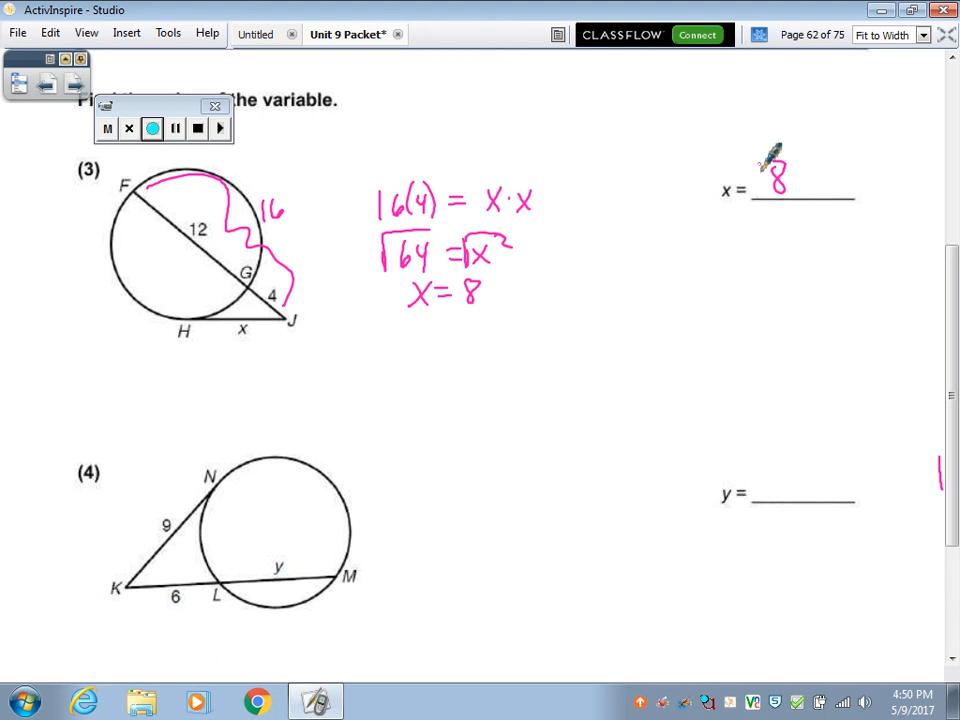 ActivInspire - Studio
File Edit View Insert Tools Help
Untitled
Unit 9 Packet*
CLASSFLOW Connect
Page 62 to 75
Fit to Width
of the variable.
M
(3)
F
12
16
G
4
H
x
J
16(4) = x·x
√64 = √x²
x = 8
x = 8
(4)
N
9
K
6
L
y
M
y =
4:50 PM
5/9/2017